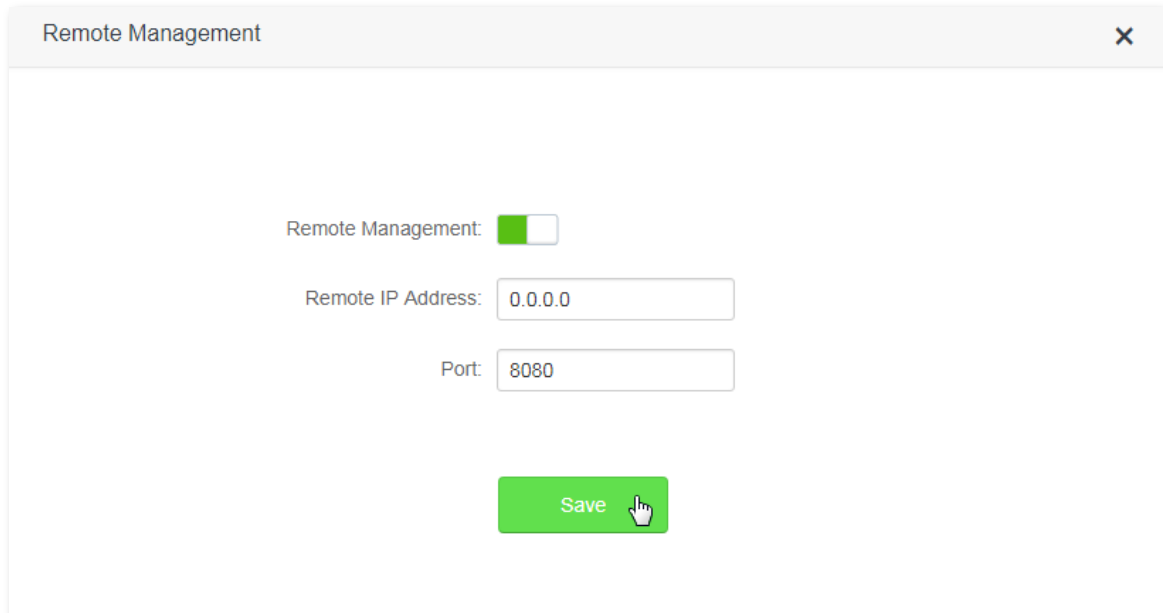 Remote Management
Remote Management:
Remote IP Address: 0.0.0.0
Port: 8080
Save